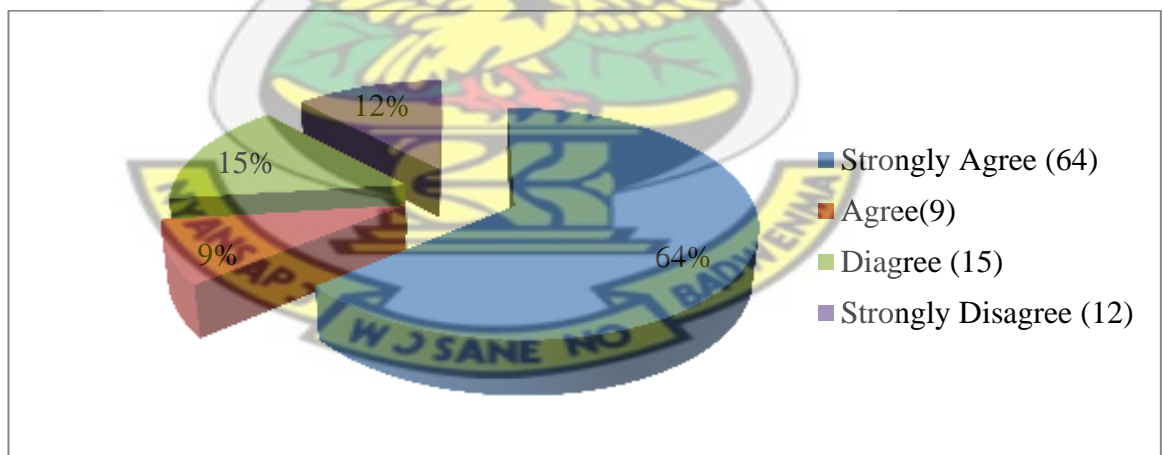 12%
15%
9%
64%
Strongly Agree (64)
Agree(9)
Diagree (15)
Strongly Disagree (12)
W Ɔ SANE NO
BADWENMA